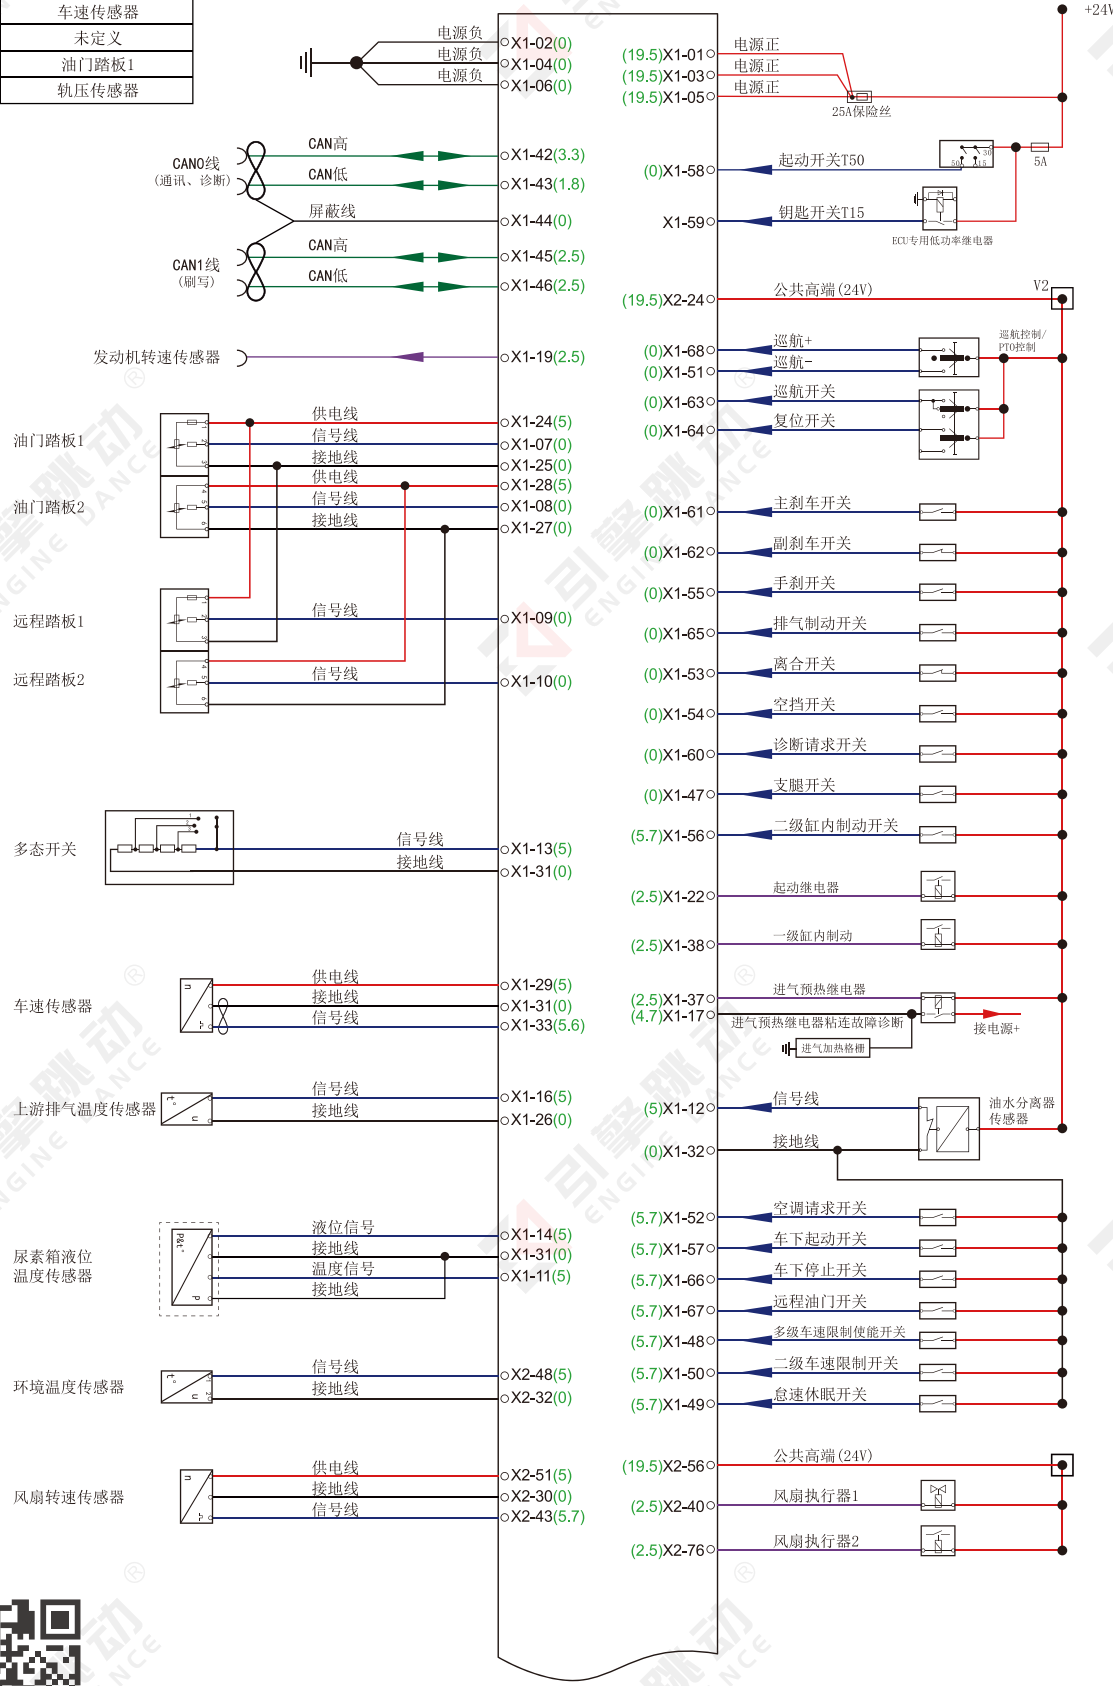 车速传感器
未定义
油门踏板1
轨压传感器
+24V
电源负
X1-02(0)
电源负
X1-04(0)
电源负
X1-06(0)
(19.5)X1-01
电源正
(19.5)X1-03
电源正
(19.5)X1-05
电源正
25A保险丝
CAN0线
(通讯、诊断)
CAN高
X1-42(3.3)
CAN低
X1-43(1.8)
屏蔽线
X1-44(0)
CAN1线
(刷写)
CAN高
X1-45(2.5)
CAN低
X1-46(2.5)
(0)X1-58
起动开关T50
30
50
15
5A
X1-59
钥匙开关T15
ECU专用低功率继电器
(19.5)X2-24
公共高端(24V)
V2
发动机转速传感器
X1-19(2.5)
(0)X1-68
巡航+
(0)X1-51
巡航-
巡航控制/
PTO控制
(0)X1-63
巡航开关
(0)X1-64
复位开关
油门踏板1
1
2
3
供电线
X1-24(5)
信号线
X1-07(0)
接地线
X1-25(0)
油门踏板2
4
5
6
供电线
X1-28(5)
信号线
X1-08(0)
接地线
X1-27(0)
远程踏板1
1
2
3
信号线
X1-09(0)
远程踏板2
4
5
6
信号线
X1-10(0)
(0)X1-61
主刹车开关
(0)X1-62
副刹车开关
(0)X1-55
手刹开关
(0)X1-65
排气制动开关
(0)X1-53
离合开关
(0)X1-54
空挡开关
(0)X1-60
诊断请求开关
(0)X1-47
支腿开关
(5.7)X1-56
二级缸内制动开关
多态开关
1
2
3
信号线
X1-13(5)
接地线
X1-31(0)
(2.5)X1-22
起动继电器
(2.5)X1-38
一级缸内制动
车速传感器
n
供电线
X1-29(5)
接地线
X1-31(0)
信号线
X1-33(5.6)
(2.5)X1-37
进气预热继电器
(4.7)X1-17
进气预热继电器粘连故障诊断
接电源+
进气加热格栅
上游排气温度传感器
t°
u
信号线
X1-16(5)
接地线
X1-26(0)
(5)X1-12
信号线
油水分离器
传感器
(0)X1-32
接地线
尿素箱液位
温度传感器
P&t°
P
液位信号
X1-14(5)
接地线
X1-31(0)
温度信号
X1-11(5)
接地线
(5.7)X1-52
空调请求开关
(5.7)X1-57
车下起动开关
(5.7)X1-66
车下停止开关
(5.7)X1-67
远程油门开关
(5.7)X1-48
多级车速限制使能开关
(5.7)X1-50
二级车速限制开关
(5.7)X1-49
怠速休眠开关
环境温度传感器
t°
u
1
2
信号线
X2-48(5)
接地线
X2-32(0)
风扇转速传感器
n
供电线
X2-51(5)
接地线
X2-30(0)
信号线
X2-43(5.7)
(19.5)X2-56
公共高端(24V)
(2.5)X2-40
风扇执行器1
(2.5)X2-76
风扇执行器2
引擎跳动
ENGINE DANCE
®